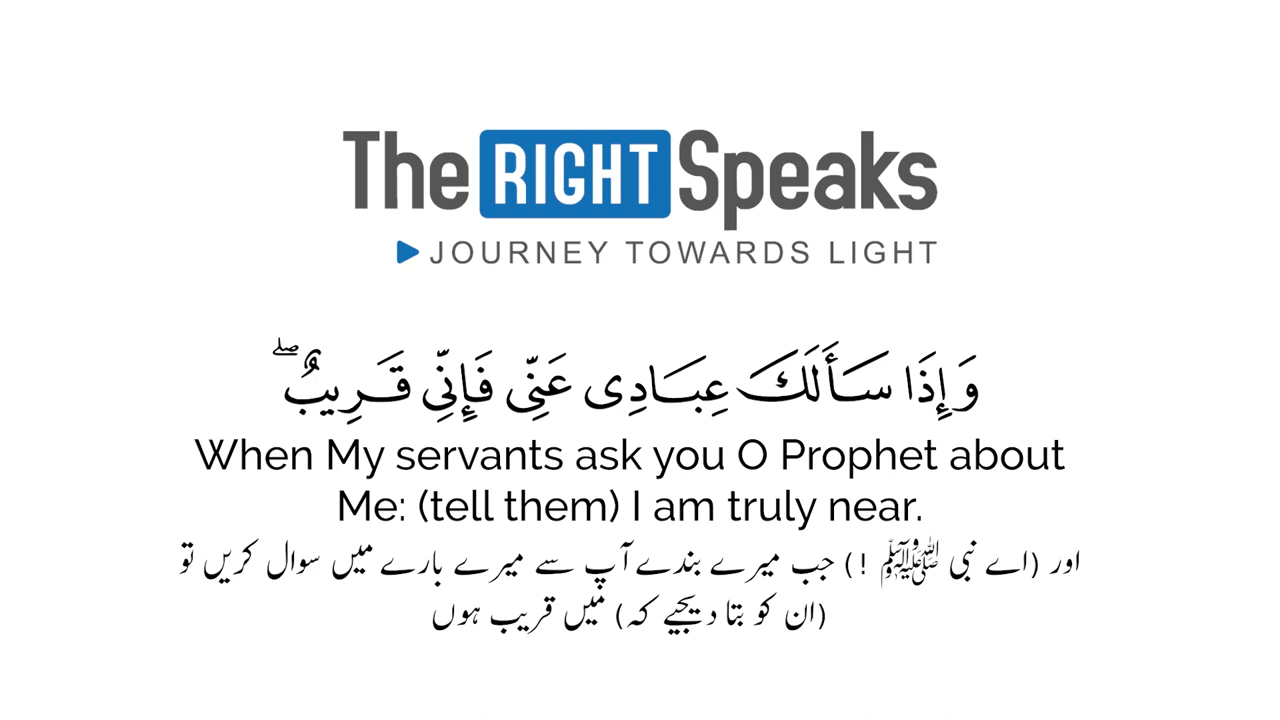 The RIGHT Speaks
JOURNEY TOWARDS LIGHT
وَإِذَا سَأَلَكَ عِبَادِى عَنِّى فَإِنِّى قَرِيبٌ ۖ
When My servants ask you O Prophet about
Me: (tell them) I am truly near.
اور (اے نبی ﷺ !) جب میرے بندے آپ سے میرے بارے میں سوال کریں تو
(ان کو بتا دیجیے کہ) میں قریب ہوں